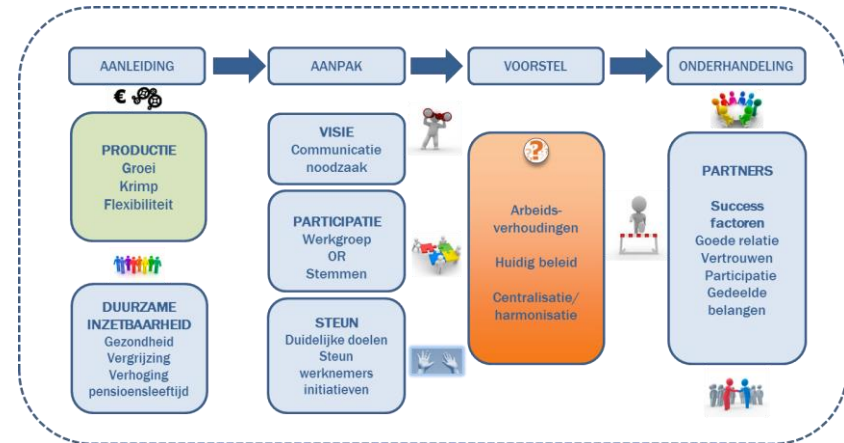 AANLEIDING
AANPAK
VOORSTEL
ONDERHANDELING
€
PRODUCTIE
Groei
Krimp
Flexibiliteit
DUURZAME
INZETBAARHEID
Gezondheid
Vergrijzing
Verhoging
pensioensleeftijd
VISIE
Communicatie
noodzaak
PARTICIPATIE
Werkgroep
OR
Stemmen
STEUN
Duidelijke doelen
Steun
werknemers
initiatieven
?
Arbeids-
verhoudingen
Huidig beleid
Centralisatie/
harmonisatie
PARTNERS
Success
factoren
Goede relatie
Vertrouwen
Participatie
Gedeelde
belangen